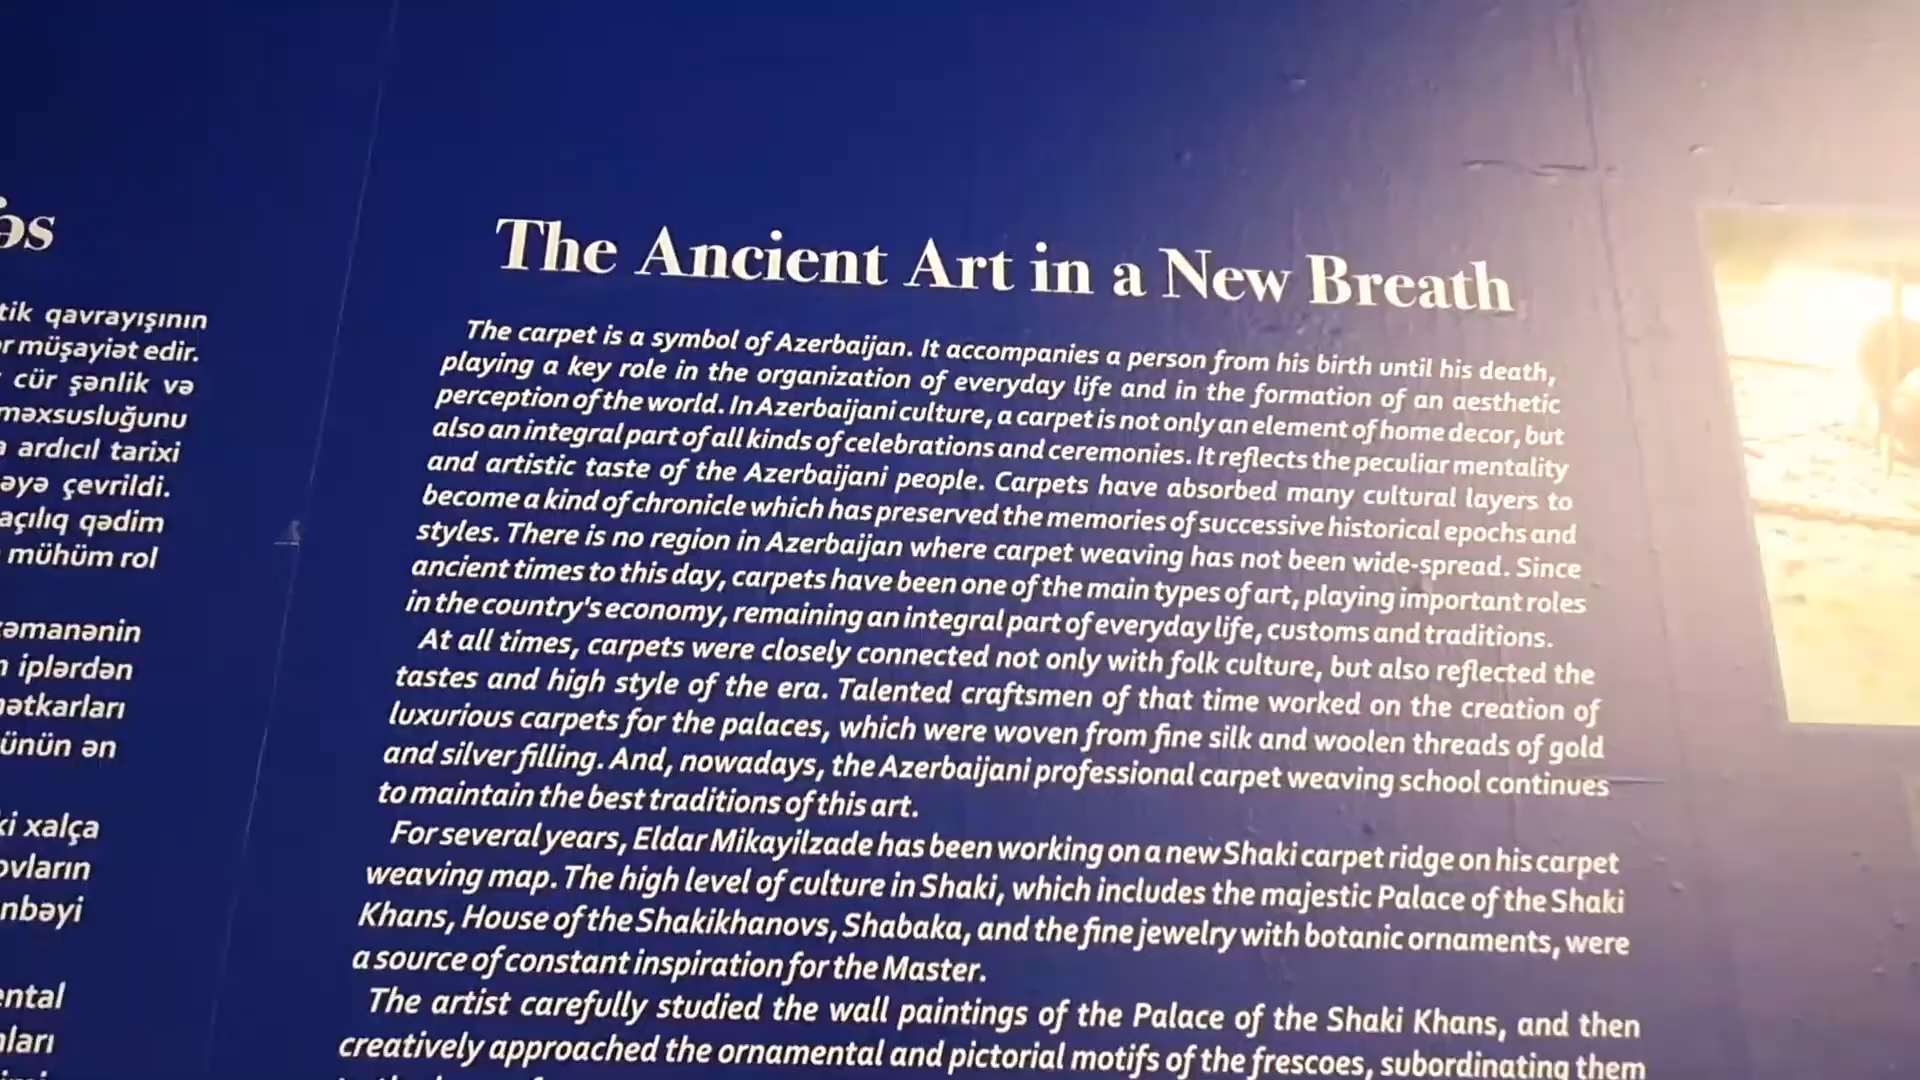 əs
tik qavrayışının
r müşayiət edir.
cür şənlik və
məxsusluğunu
ardıcıl tarixi
əyə çevrildi.
açılıq qədim
mühüm rol
əmanənin
iplərdən
ətkarları
ünün ən
ki xalça
ovların
nbəyi
ental
ları
The Ancient Art in a New Breath
The carpet is a symbol of Azerbaijan. It accompanies a person from his birth until his death,
playing a key role in the organization of everyday life and in the formation of an aesthetic
perception of the world. In Azerbaijani culture, a carpet is not only an element of home decor, but
also an integral part of all kinds of celebrations and ceremonies. It reflects the peculiar mentality
and artistic taste of the Azerbaijani people. Carpets have absorbed many cultural layers to
become a kind of chronicle which has preserved the memories of successive historical epochs and
styles. There is no region in Azerbaijan where carpet weaving has not been wide-spread. Since
ancient times to this day, carpets have been one of the main types of art, playing important roles
in the country's economy, remaining an integral part of everyday life, customs and traditions.
At all times, carpets were closely connected not only with folk culture, but also reflected the
tastes and high style of the era. Talented craftsmen of that time worked on the creation of
luxurious carpets for the palaces, which were woven from fine silk and woolen threads of gold
and silver filling. And, nowadays, the Azerbaijani professional carpet weaving school continues
to maintain the best traditions of this art.
For several years, Eldar Mikayilzade has been working on a new Shaki carpet ridge on his carpet
weaving map. The high level of culture in Shaki, which includes the majestic Palace of the Shaki
Khans, House of the Shakikhanovs, Shabaka, and the fine jewelry with botanic ornaments, were
a source of constant inspiration for the Master.
The artist carefully studied the wall paintings of the Palace of the Shaki Khans, and then
creatively approached the ornamental and pictorial motifs of the frescoes, subordinating them